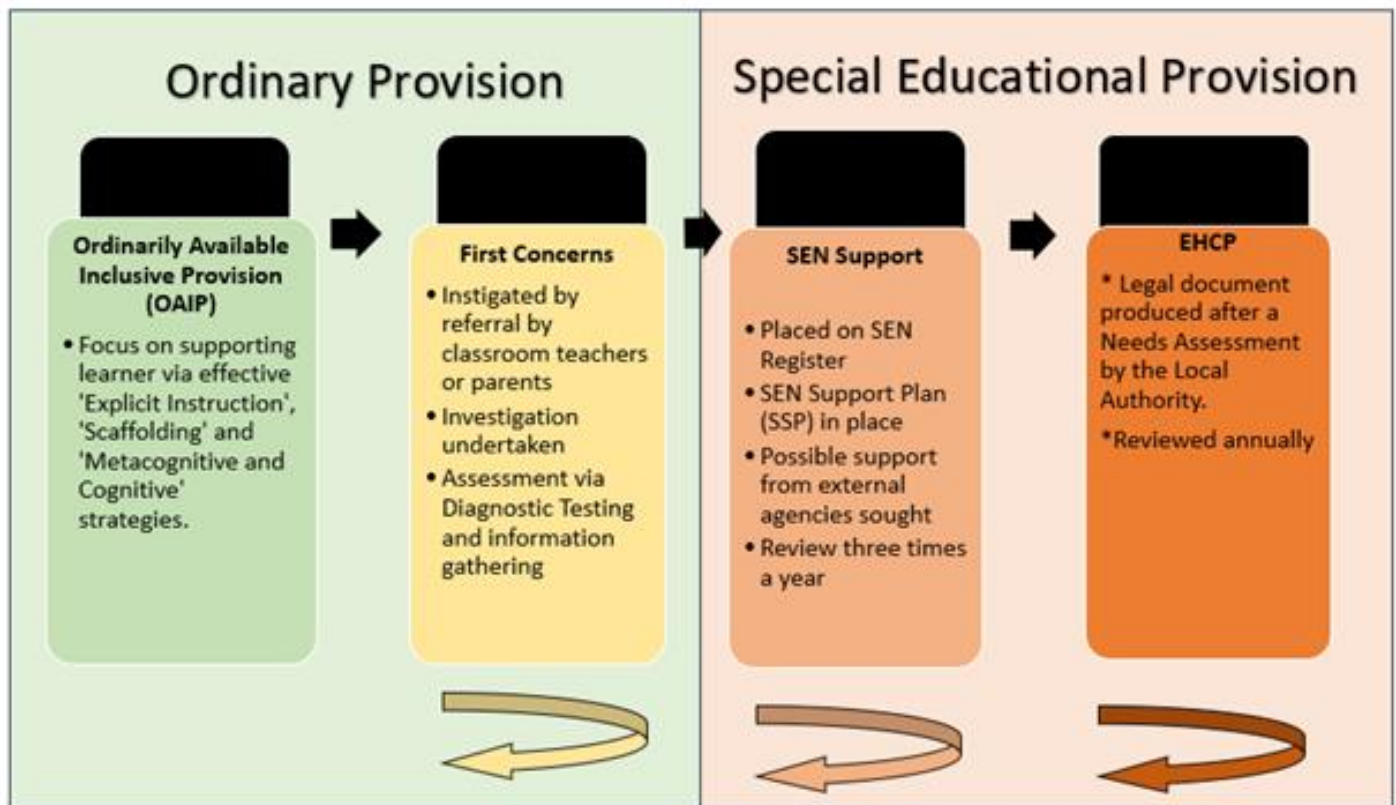 Ordinary Provision
Special Educational Provision
Ordinarily Available
Inclusive Provision
(OAIP)
• Focus on supporting
learner via effective
'Explicit Instruction',
'Scaffolding' and
'Metacognitive and
Cognitive'
strategies.
First Concerns
• Instigated by
referral by
classroom teachers
or parents
• Investigation
undertaken
• Assessment via
Diagnostic Testing
and information
gathering
SEN Support
• Placed on SEN
Register
• SEN Support Plan
(SSP) in place
• Possible support
from external
agencies sought
• Review three times
a year
EHCP
* Legal document
produced after a
Needs Assessment
by the Local
Authority.
*Reviewed annually